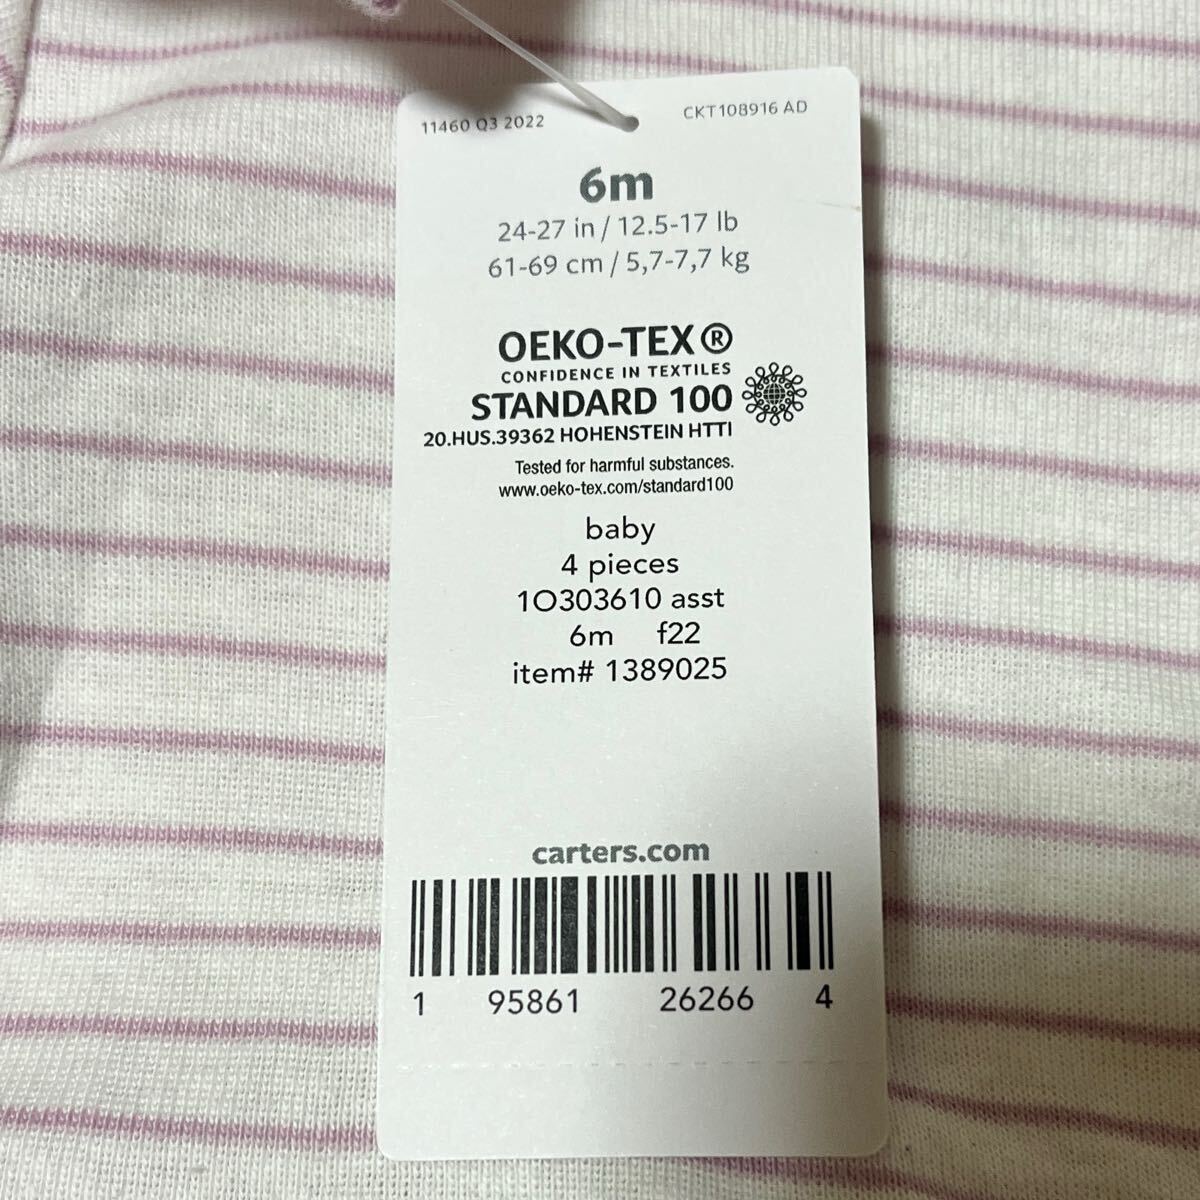 11460 Q3 2022
CKT108916 AD
6m
24-27 in / 12.5-17 lb
61-69 cm / 5,7-7,7 kg
OEKO-TEX®
CONFIDENCE IN TEXTILES
STANDARD 100
20.HUS.39362 HOHENSTEIN HTTI
Tested for harmful substances.
www.oeko-tex.com/standard100
baby
4 pieces
1O303610 asst
6m f22
item# 1389025
carters.com
1 95861 26266 4